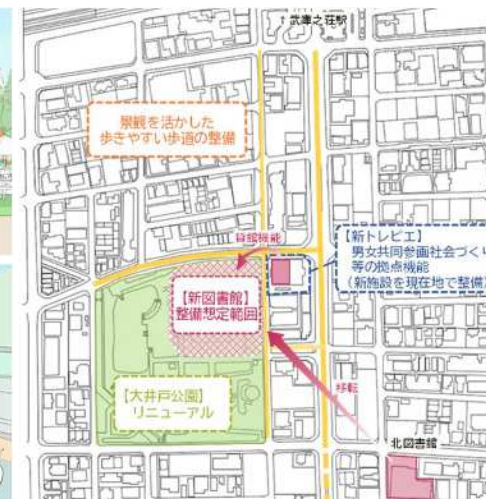 ↑武庫之荘駅
景観を活かした
歩きやすい歩道の整備
貸館機能
【新トレピエ】
男女共同参画社会づくり
等の拠点機能
(新施設を現在地で整備)
【新図書館】
整備想定範囲
【大井戸公園】
リニューアル
移転
北図書館